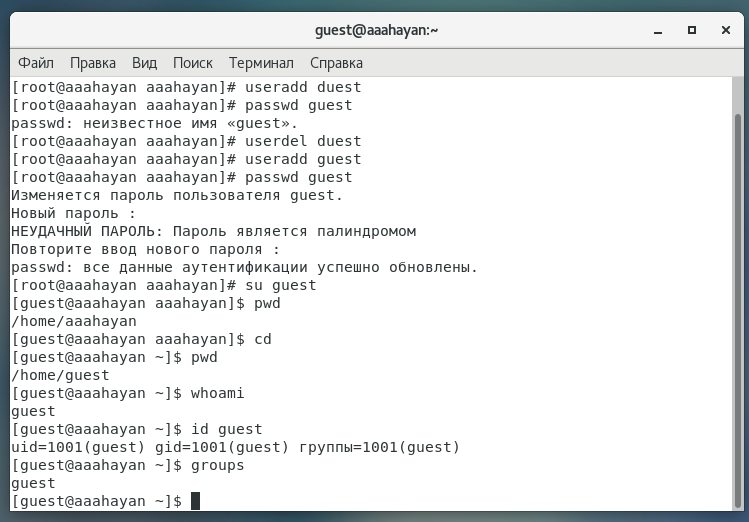 guest@aaahayan:~
Файл Правка Вид Поиск Терминал Справка
[root@aaahayan aaahayan]# useradd duest
[root@aaahayan aaahayan]# passwd guest
passwd: неизвестное имя «guest».
[root@aaahayan aaahayan]# userdel duest
[root@aaahayan aaahayan]# useradd guest
[root@aaahayan aaahayan]# passwd guest
Изменяется пароль пользователя guest.
Новый пароль :
НЕУДАЧНЫЙ ПАРОЛЬ: Пароль является палиндромом
Повторите ввод нового пароля :
passwd: все данные аутентификации успешно обновлены.
[root@aaahayan aaahayan]# su guest
[guest@aaahayan aaahayan]$ pwd
/home/aaahayan
[guest@aaahayan aaahayan]$ cd
[guest@aaahayan ~]$ pwd
/home/guest
[guest@aaahayan ~]$ whoami
guest
[guest@aaahayan ~]$ id guest
uid=1001(guest) gid=1001(guest) группы=1001(guest)
[guest@aaahayan ~]$ groups
guest
[guest@aaahayan ~]$